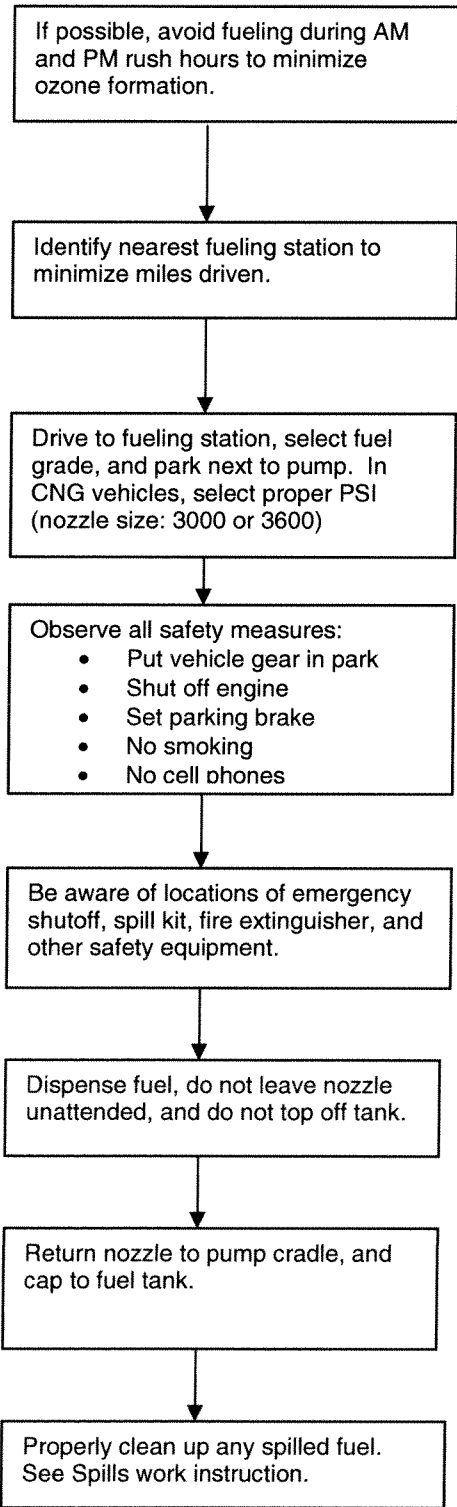 If possible, avoid fueling during AM
and PM rush hours to minimize
ozone formation.
Identify nearest fueling station to
minimize miles driven.
Drive to fueling station, select fuel
grade, and park next to pump.  In
CNG vehicles, select proper PSI
(nozzle size: 3000 or 3600)
Observe all safety measures:
• Put vehicle gear in park
• Shut off engine
• Set parking brake
• No smoking
• No cell phones
Be aware of locations of emergency
shutoff, spill kit, fire extinguisher, and
other safety equipment.
Dispense fuel, do not leave nozzle
unattended, and do not top off tank.
Return nozzle to pump cradle, and
cap to fuel tank.
Properly clean up any spilled fuel.
See Spills work instruction.